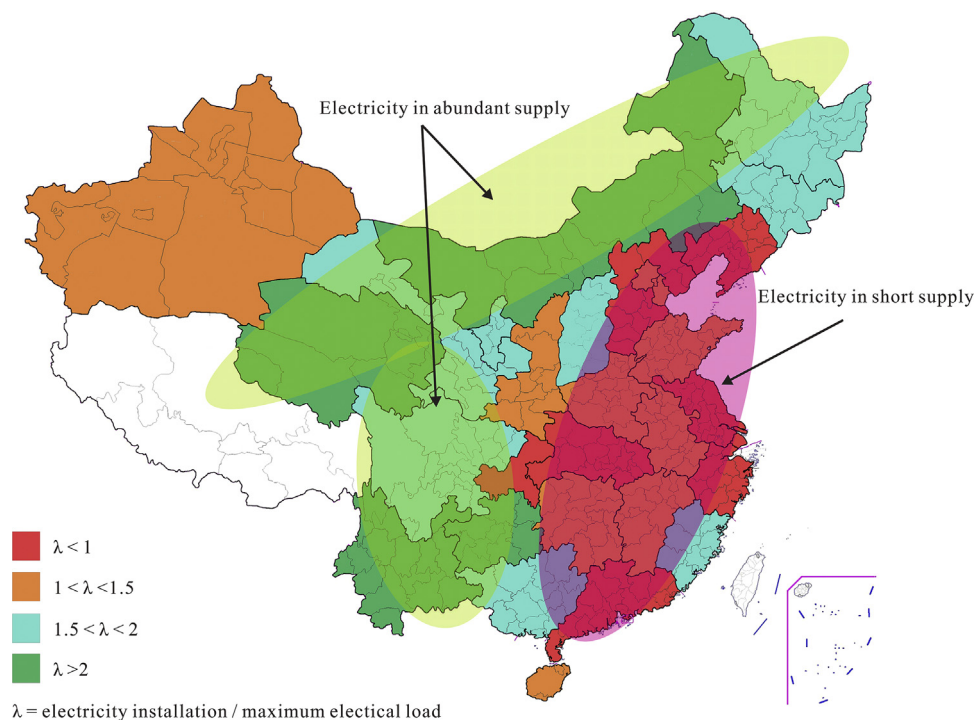 Electricity in abundant supply
Electricity in short supply
λ < 1
1 < λ <1.5
1.5 < λ < 2
λ >2
λ = electricity installation / maximum electical load